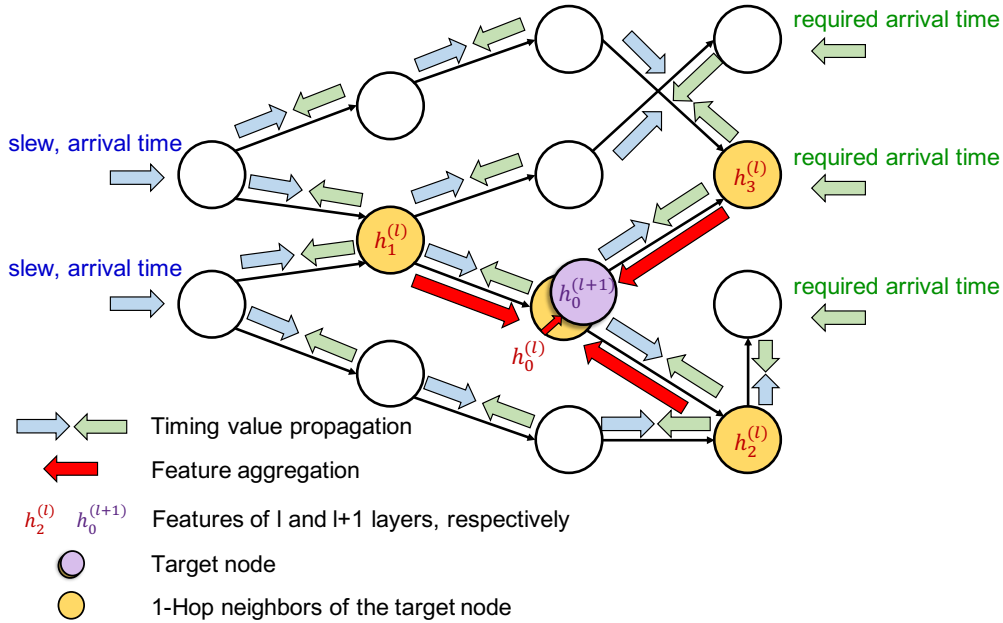 required arrival time
slew, arrival time
required arrival time
h_3^{(l)}
h_1^{(l)}
slew, arrival time
required arrival time
h_0^{(l+1)}
h_0^{(l)}
h_2^{(l)}
Timing value propagation
Feature aggregation
h_2^{(l)} h_0^{(l+1)} Features of l and l+1 layers, respectively
Target node
1-Hop neighbors of the target node